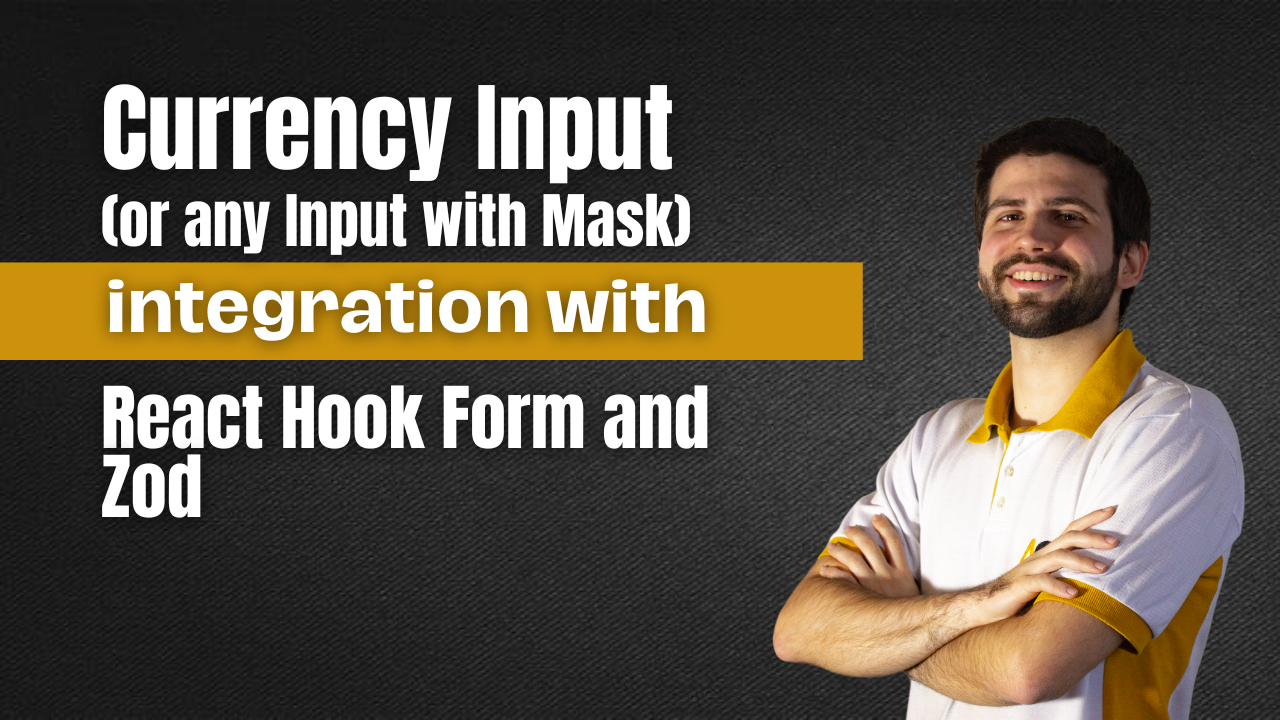 Currency Input
(or any Input with Mask)
integration with
React Hook Form and
Zod